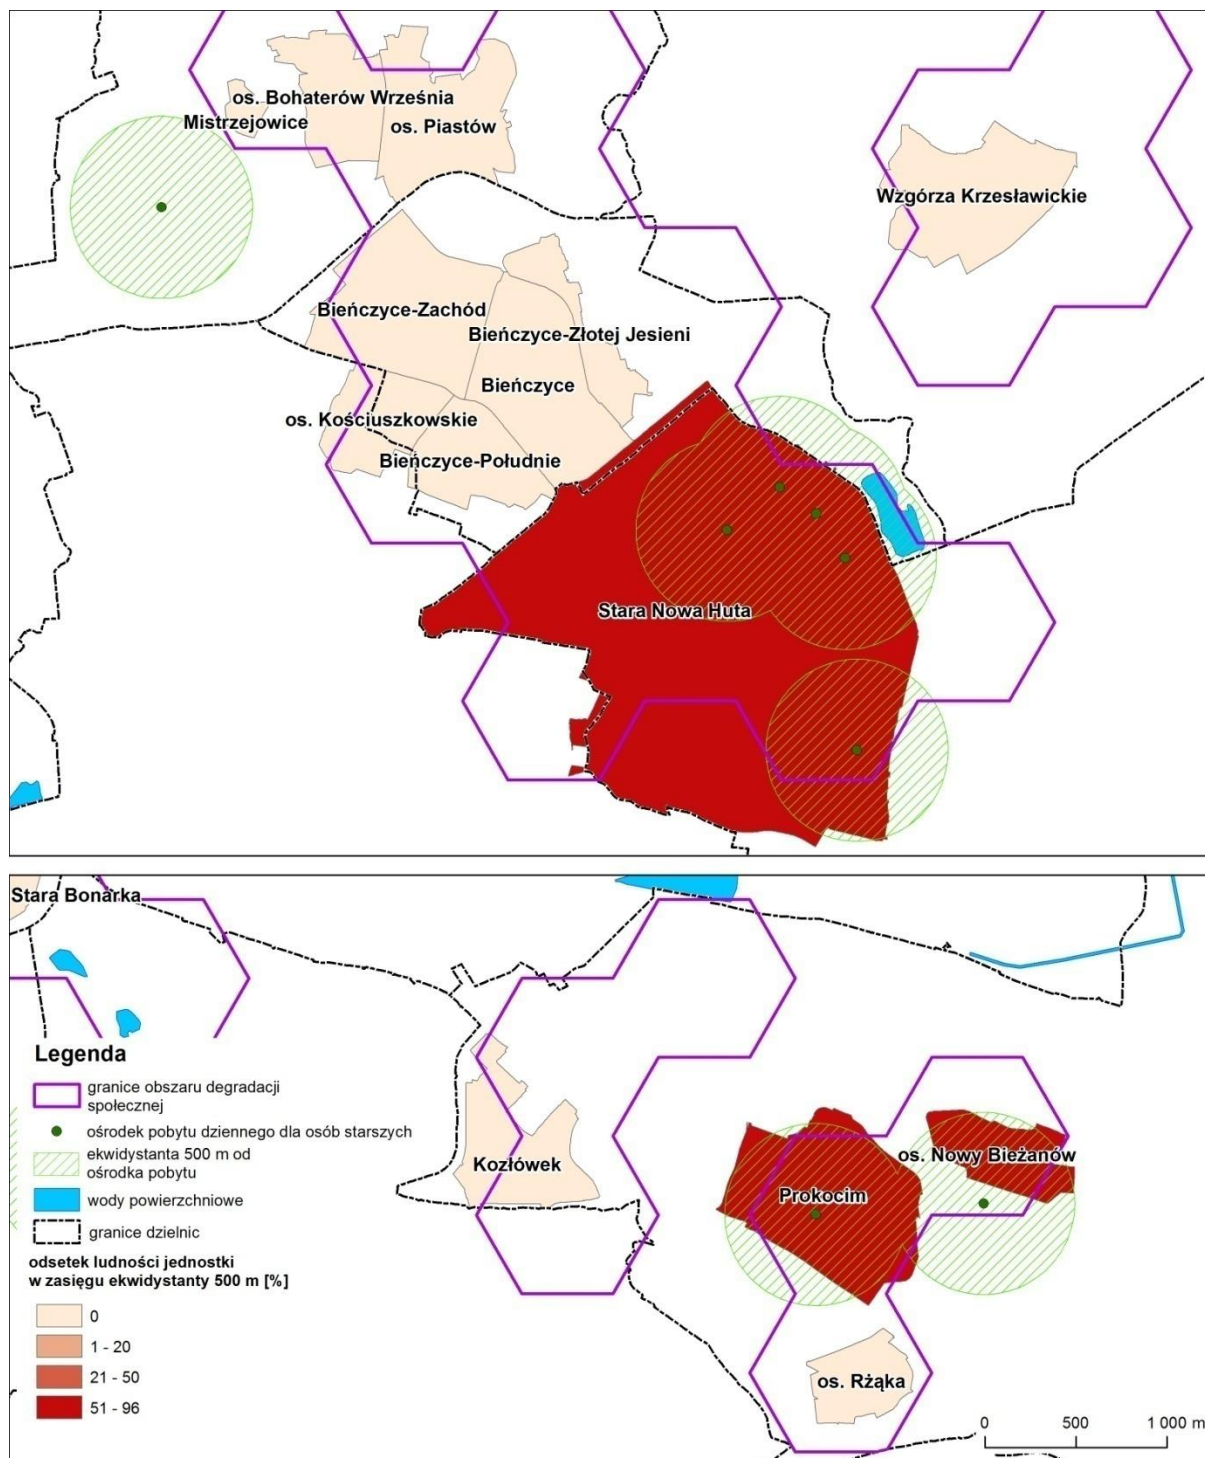 os. Bohaterów Września
Mistrzejowice
os. Piastów
Wzgórza Krzesławickie
Bieńczyce-Zachód
Bieńczyce-Złotej Jesieni
Bieńczyce
os. Kościuszkowskie
Bieńczyce-Południe
Stara Nowa Huta
Stara Bonarka
Kozłówek
os. Nowy Bieżanów
Prokocim
os. Rżąka
Legenda
granice obszaru degradacji
społecznej
ośrodek pobytu dziennego dla osób starszych
ekwidystanta 500 m od
ośrodka pobytu
wody powierzchniowe
granice dzielnic
odsetek ludności jednostki
w zasięgu ekwidystanty 500 m [%]
0
1 - 20
21 - 50
51 - 96
0 500 1 000 m